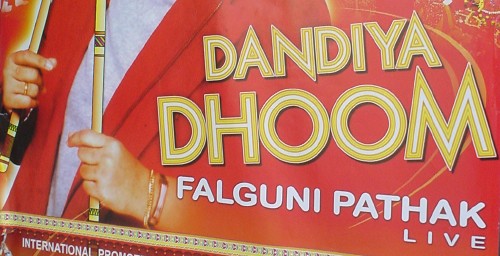 DANDIYA
DHOOM
FALGUNI PATHAK
LIVE
INTERNATIONAL